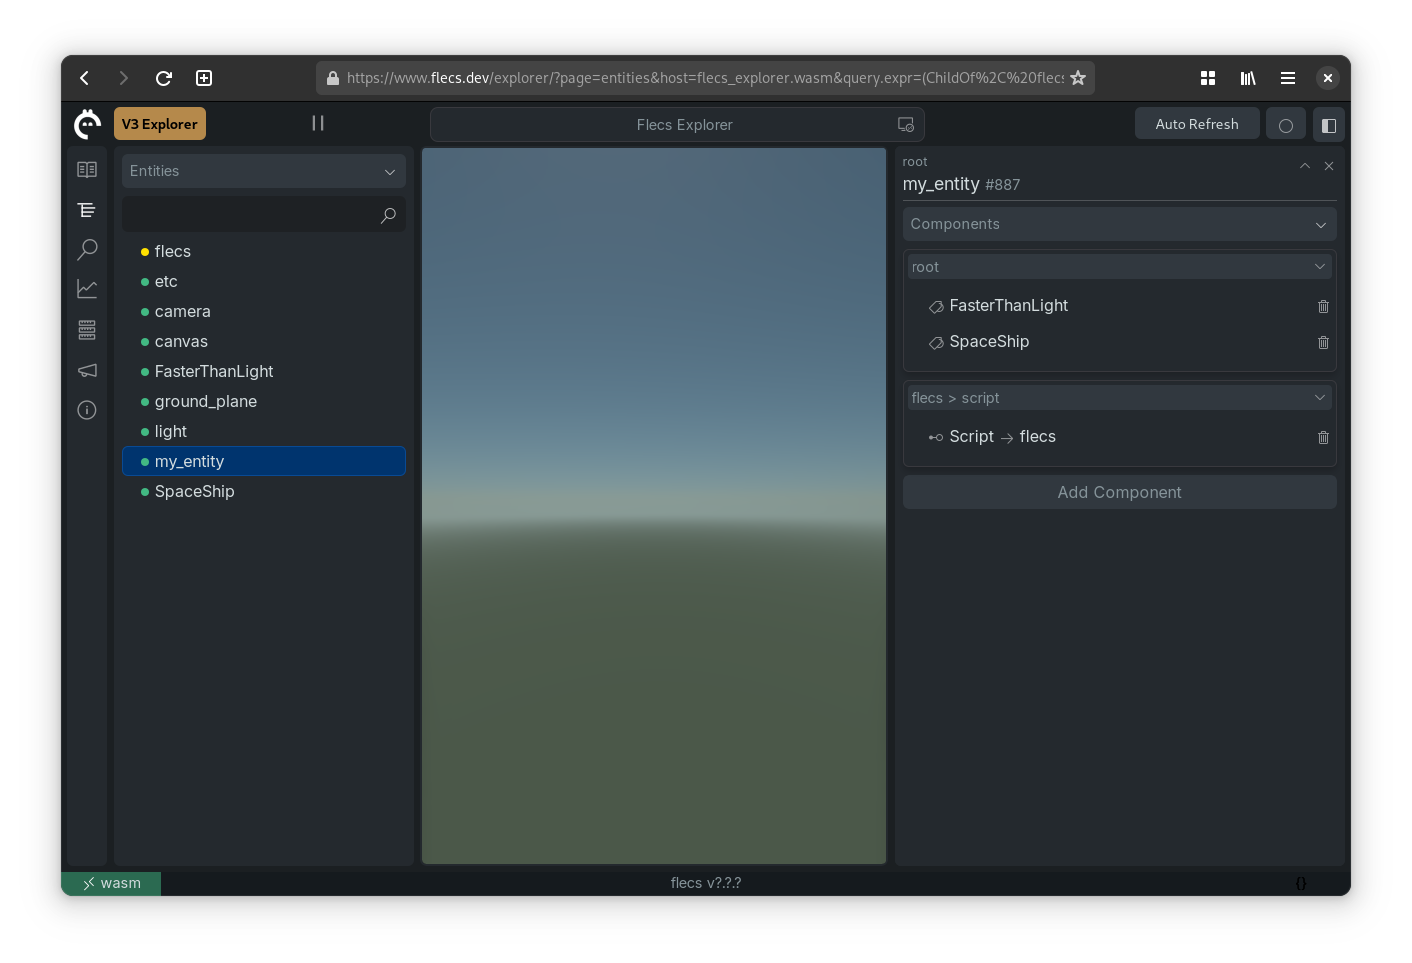 https://www.flecs.dev/explorer/?page=entities&host=flecs_explorer.wasm&query.expr=(ChildOf%2C%20flecs
V3 Explorer
Flecs Explorer
Auto Refresh
Entities
flecs
etc
camera
canvas
FasterThanLight
ground_plane
light
my_entity
SpaceShip
root
my_entity #887
Components
root
FasterThanLight
SpaceShip
flecs > script
Script → flecs
Add Component
wasm
flecs v?.?.?
{}